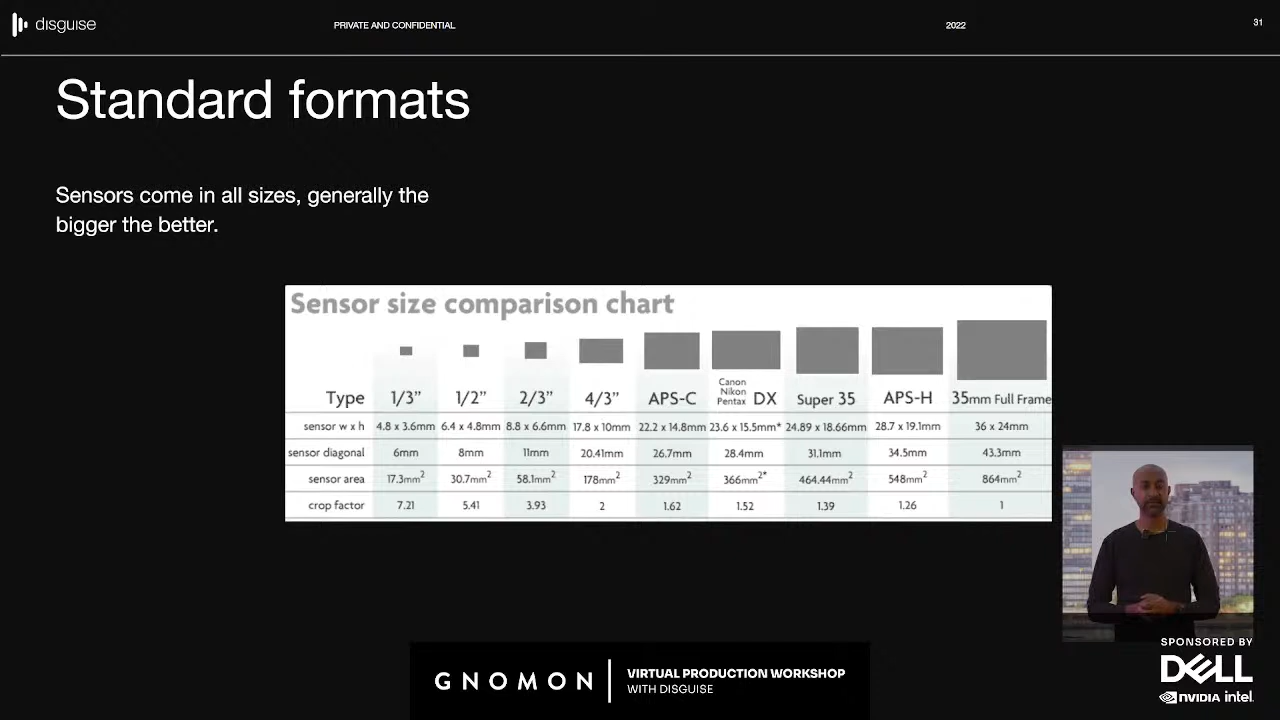 disguise
PRIVATE AND CONFIDENTIAL
2022
31
Standard formats
Sensors come in all sizes, generally the
bigger the better.
Sensor size comparison chart
Type 1/3” 1/2” 2/3” 4/3” APS-C Canon Nikon Pentax DX Super 35 APS-H 35mm Full Frame
sensor w x h 4.8 x 3.6mm 6.4 x 4.8mm 8.8 x 6.6mm 17.8 x 10mm 22.2 x 14.8mm 23.6 x 15.5mm* 24.89 x 18.66mm 28.7 x 19.1mm 36 x 24mm
sensor diagonal 6mm 8mm 11mm 20.41mm 26.7mm 28.4mm 31.1mm 34.5mm 43.3mm
sensor area 17.3mm² 30.7mm² 58.1mm² 178mm² 329mm² 366mm²* 464.44mm² 548mm² 864mm²
crop factor 7.21 5.41 3.93 2 1.62 1.52 1.39 1.26 1
SPONSORED BY
DELL
NVIDIA intel.
GNOMON
VIRTUAL PRODUCTION WORKSHOP
WITH DISGUISE